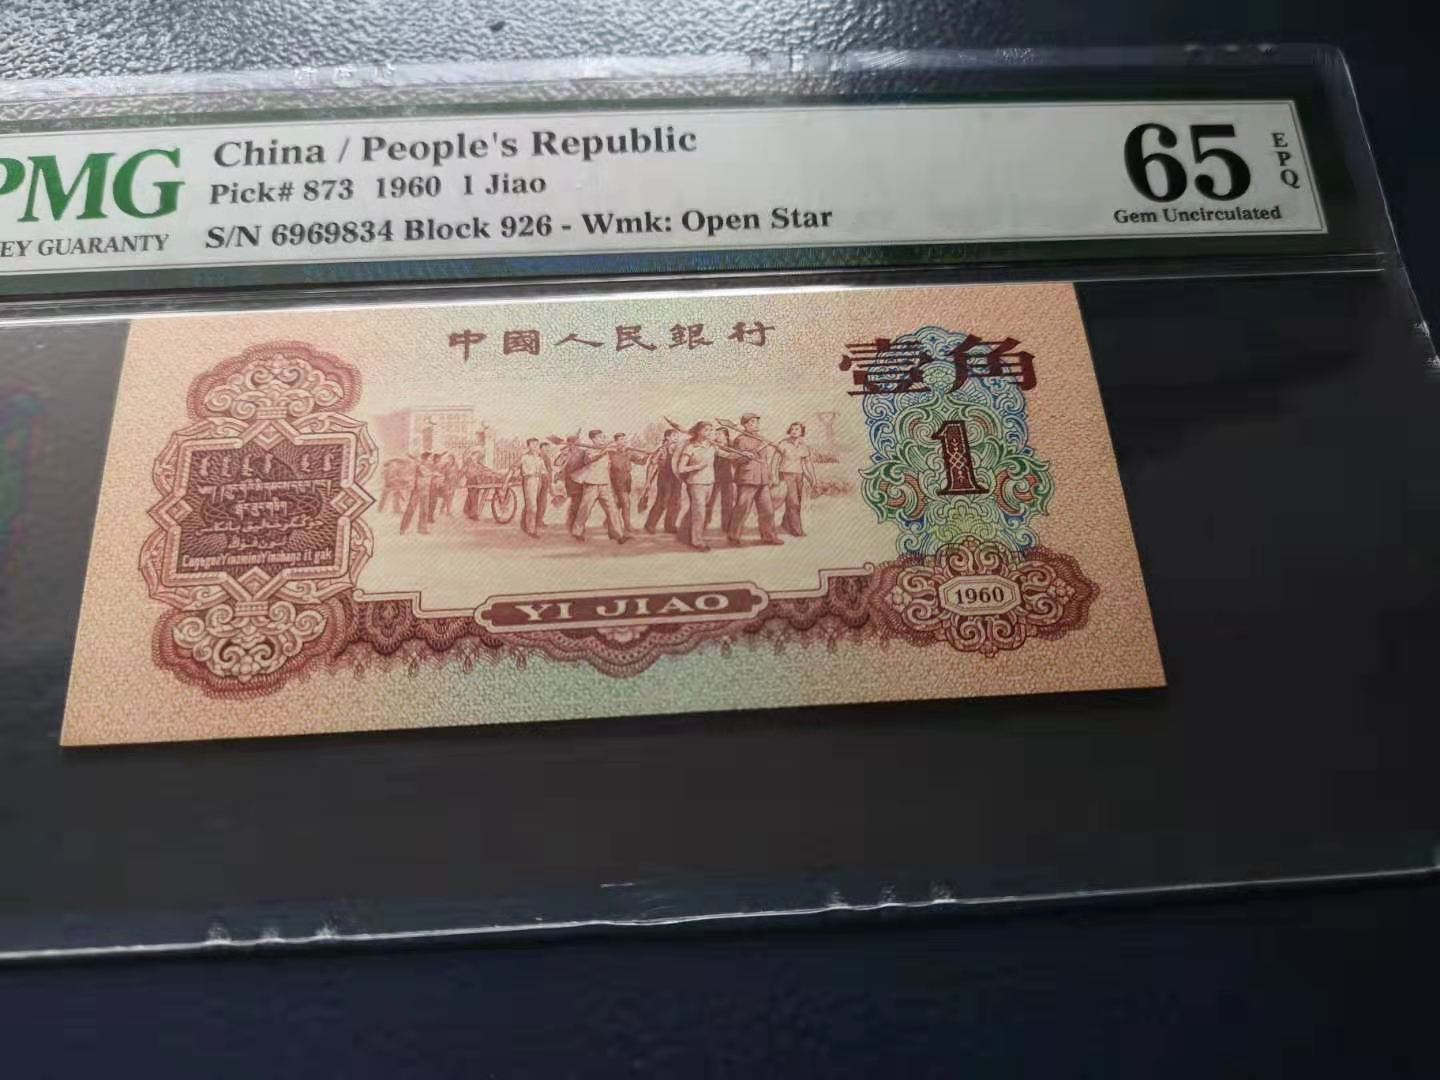 PMG
EY GUARANTY
China / People's Republic
Pick# 873 1960 1 Jiao
S/N 6969834 Block 926 - Wmk: Open Star
65
EPQ
Gem Uncirculated
中國人民銀行
壹角
1
YI JIAO
1960